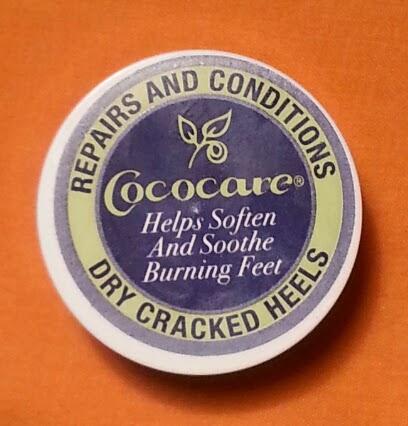 REPAIRS AND CONDITIONS
Cococare®
Helps Soften
And Soothe
Burning Feet
DRY CRACKED HEELS